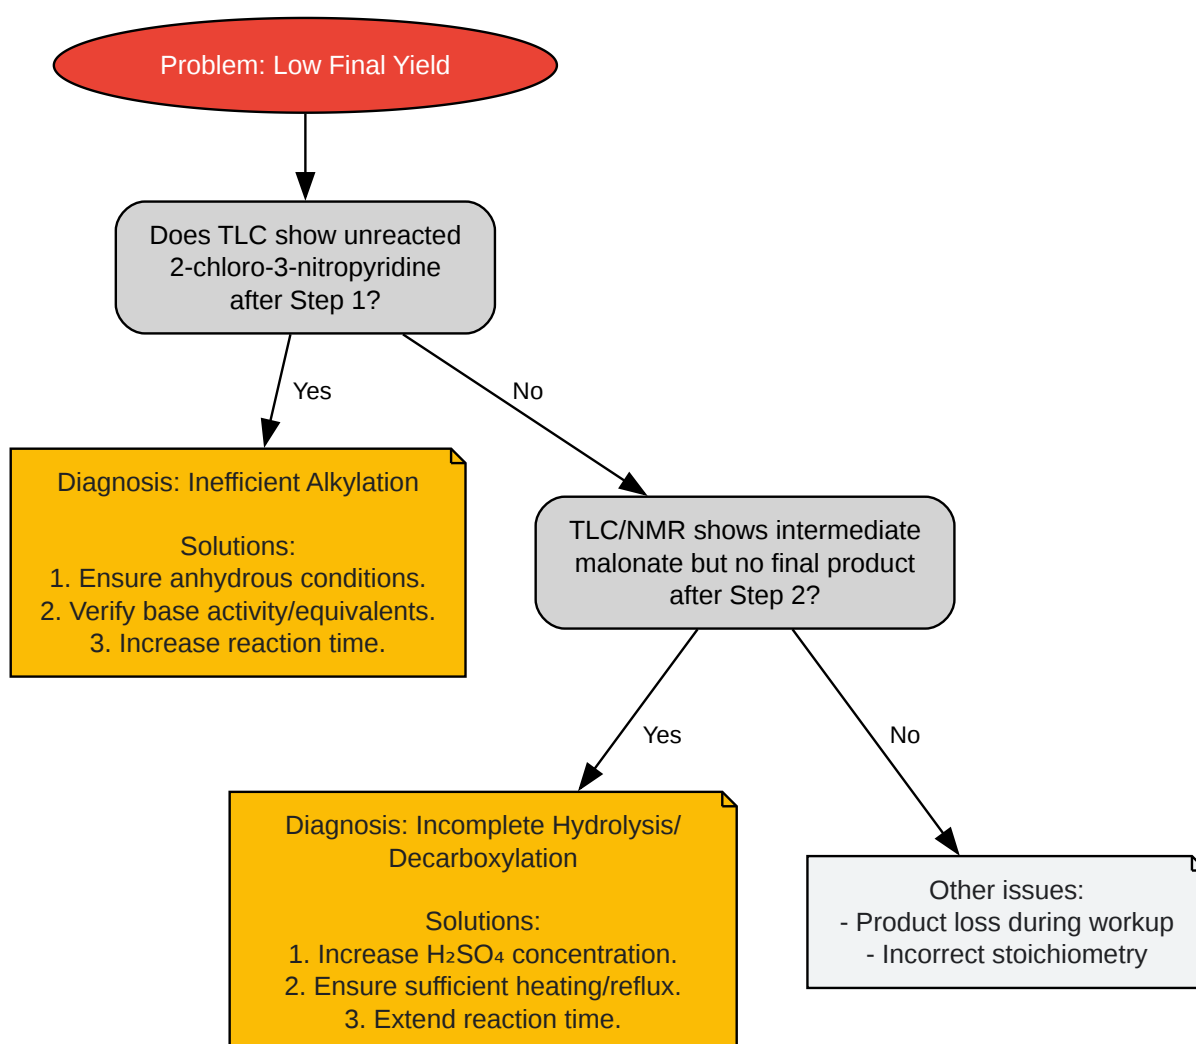 Problem: Low Final Yield
Does TLC show unreacted
2-chloro-3-nitropyridine
after Step 1?
Yes
No
Diagnosis: Inefficient Alkylation
Solutions:
1. Ensure anhydrous conditions.
2. Verify base activity/equivalents.
3. Increase reaction time.
TLC/NMR shows intermediate
malonate but no final product
after Step 2?
Yes
No
Diagnosis: Incomplete Hydrolysis/
Decarboxylation
Solutions:
1. Increase H₂SO₄ concentration.
2. Ensure sufficient heating/reflux.
3. Extend reaction time.
Other issues:
- Product loss during workup
- Incorrect stoichiometry